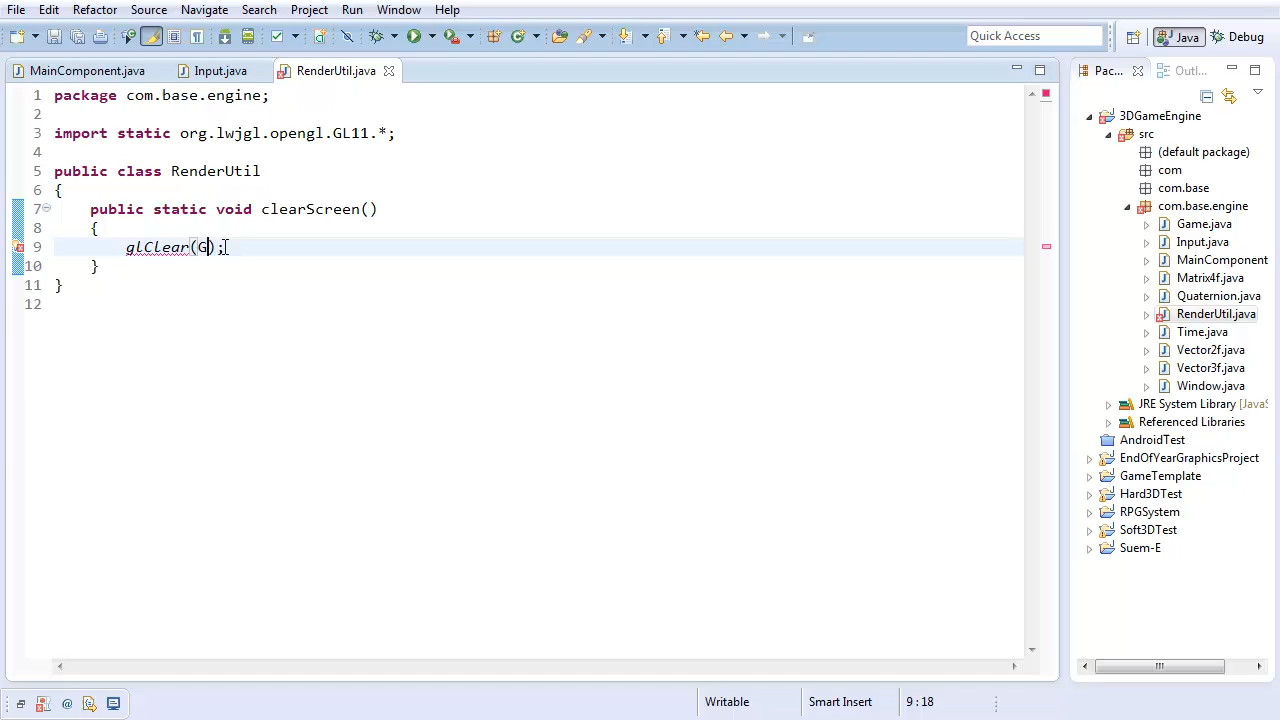 File Edit Refactor Source Navigate Search Project Run Window Help
Quick Access
Java
Debug
MainComponent.java
Input.java
RenderUtil.java
Pac...
Outl...
1 package com.base.engine;
2
3 import static org.lwjgl.opengl.GL11.*;
4
5 public class RenderUtil
6 {
7 public static void clearScreen()
8 {
9 glClear(G);
10 }
11 }
12
3DGameEngine
src
(default package)
com
com.base
com.base.engine
Game.java
Input.java
MainComponent
Matrix4f.java
Quaternion.java
RenderUtil.java
Time.java
Vector2f.java
Vector3f.java
Window.java
JRE System Library [JavaS
Referenced Libraries
AndroidTest
EndOfYearGraphicsProject
GameTemplate
Hard3DTest
RPGSystem
Soft3DTest
Suem-E
Writable
Smart Insert
9 : 18